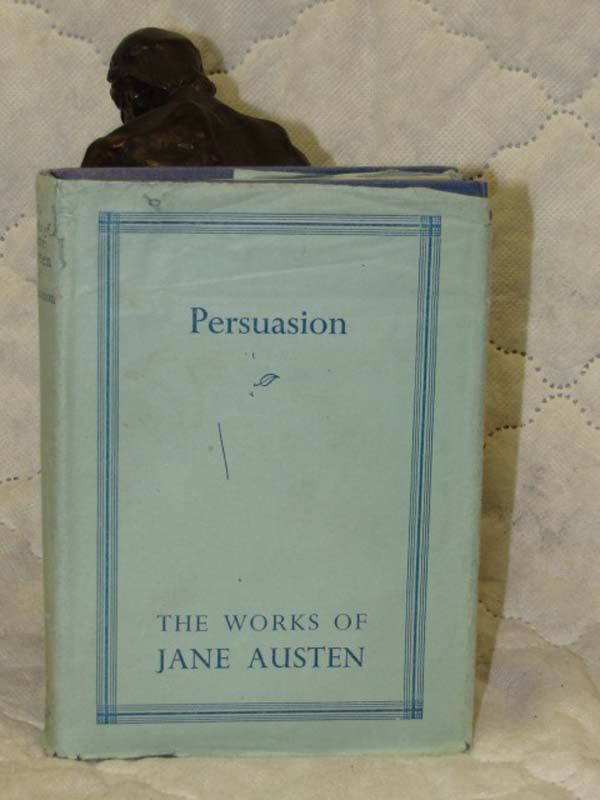 Persuasion
THE WORKS OF
JANE AUSTEN